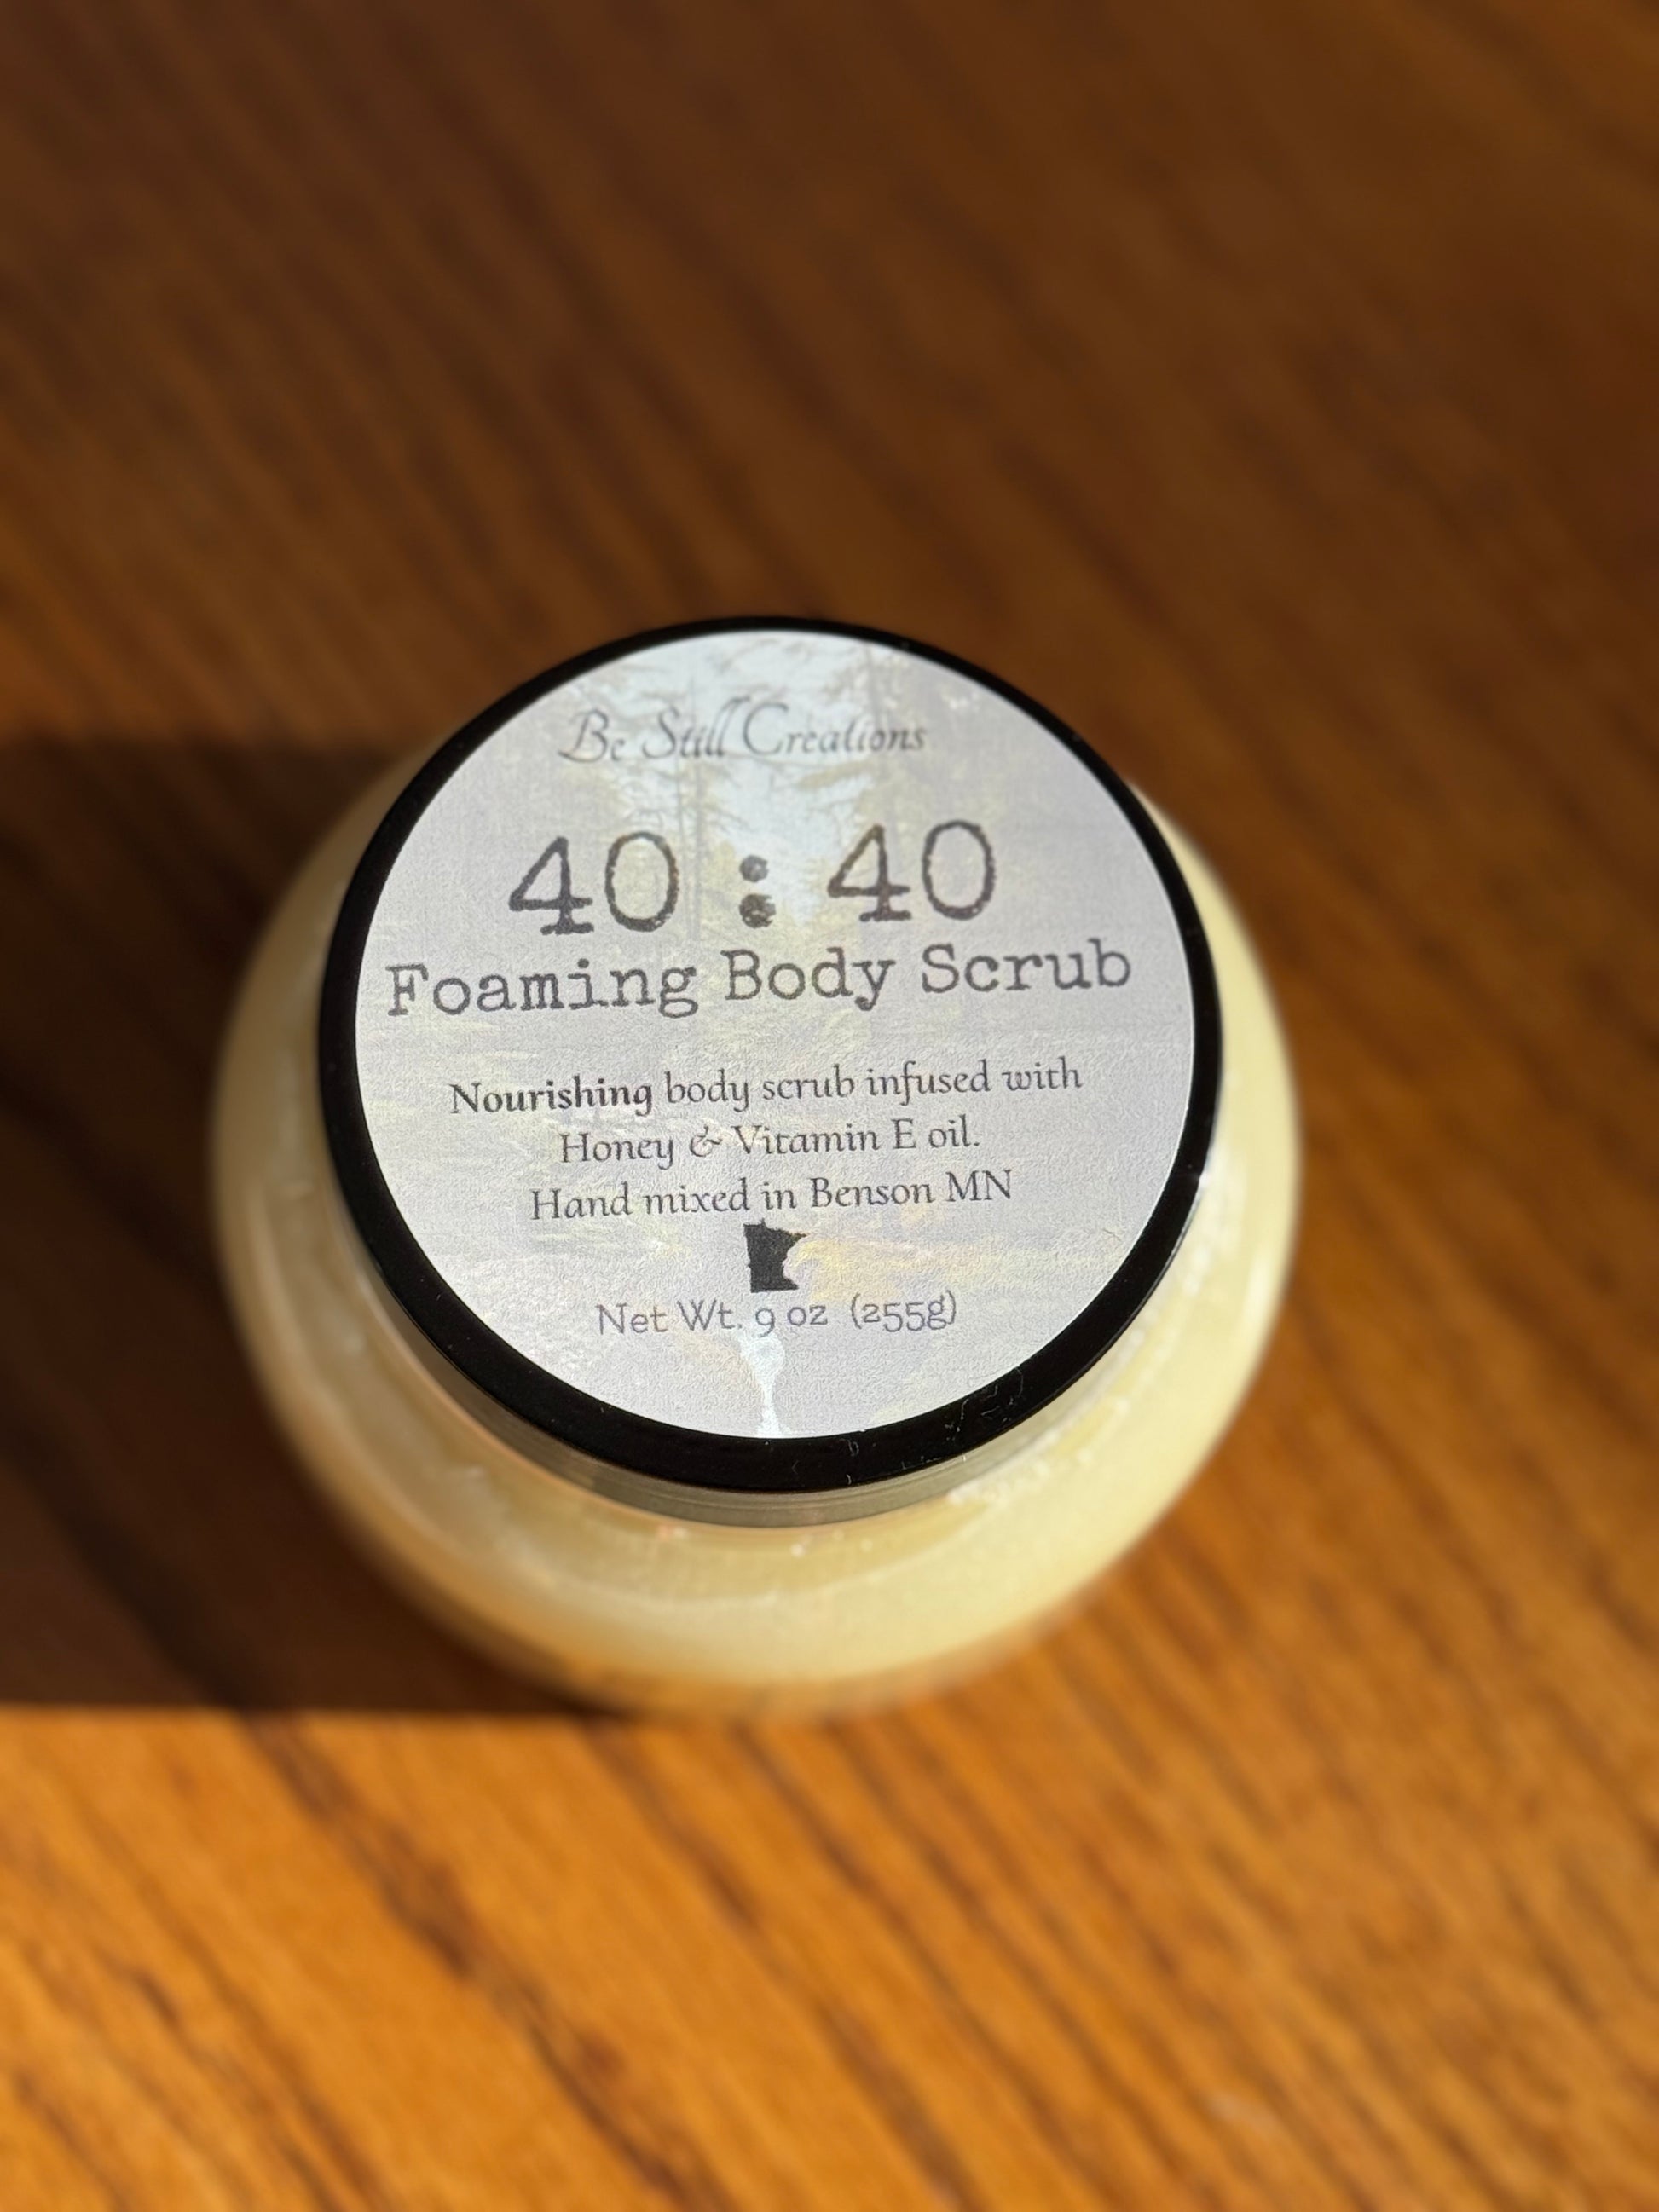 Be Still Creations
40 : 40
Foaming Body Scrub
Nourishing body scrub infused with
Honey & Vitamin E oil.
Hand mixed in Benson MN
Net Wt. 9 oz (255g)